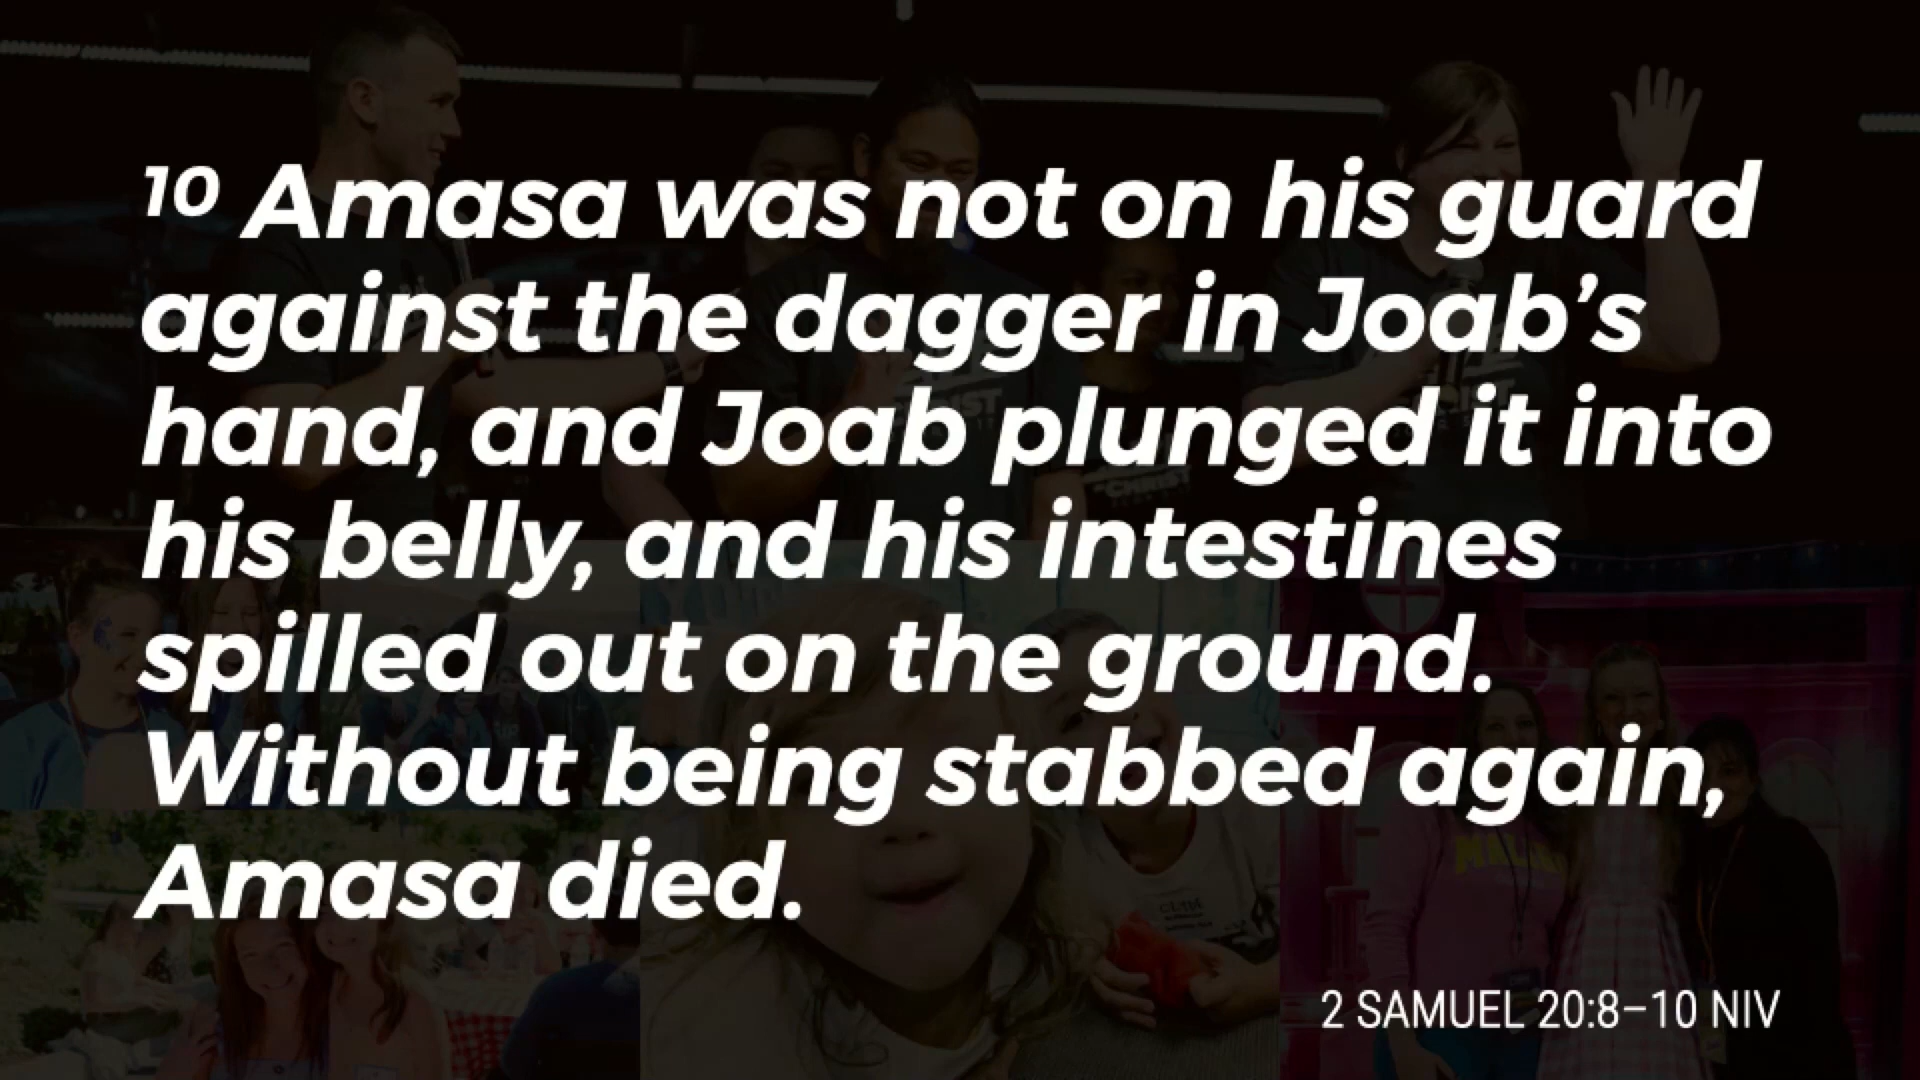 10 Amasa was not on his guard
against the dagger in Joab’s
hand, and Joab plunged it into
his belly, and his intestines
spilled out on the ground.
Without being stabbed again,
Amasa died.
2 SAMUEL 20:8–10 NIV